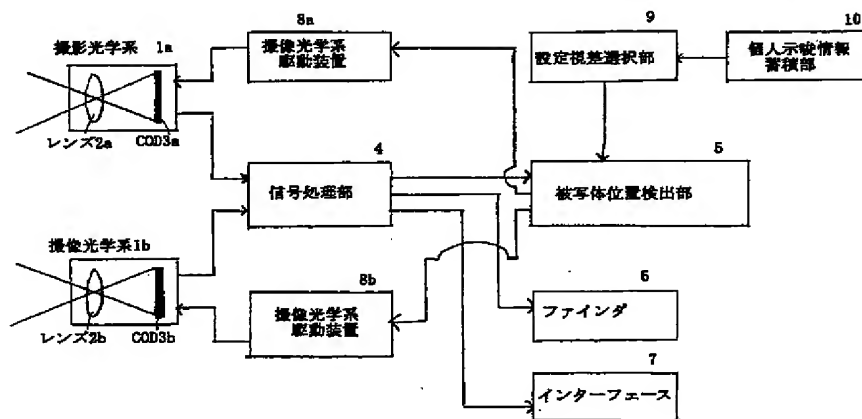 撮影光学系 1a
レンズ2a
COD3a
8a
撮像光学系
駆動装置
9
設定視差選択部
10
個人示唆情報
蓄積部
4
信号処理部
5
被写体位置検出部
撮像光学系1b
レンズ2b
COD3b
8b
撮像光学系
駆動装置
6
ファインダ
7
インターフェース